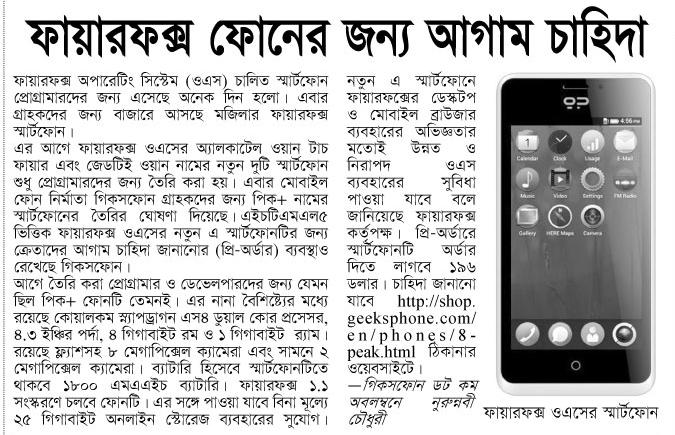 ফায়ারফক্স ফোনের জন্য আগাম চাহিদা
ফায়ারফক্স অপারেটিং সিস্টেম (ওএস) চালিত স্মার্টফোন
প্রোগ্রামারদের জন্য এসেছে অনেক দিন হলো। এবার
গ্রাহকদের জন্য বাজারে আসছে মজিলার ফায়ারফক্স
স্মার্টফোন।
এর আগে ফায়ারফক্স ওএসের অ্যালকাটেল ওয়ান টাচ
ফায়ার এবং জেডটিই ওয়ান নামের নতুন দুটি স্মার্টফোন
শুধু প্রোগ্রামারদের জন্য তৈরি করা হয়। এবার মোবাইল
ফোন নির্মাতা গিকসফোন গ্রাহকদের জন্য পিক+ নামের
স্মার্টফোনের তৈরির ঘোষণা দিয়েছে। এইচটিএমএল৫
ভিত্তিক ফায়ারফক্স ওএসের নতুন এ স্মার্টফোনটির জন্য
ক্রেতাদের আগাম চাহিদা জানানোর (প্রি-অর্ডার) ব্যবস্থাও
রেখেছে গিকসফোন।
আগে তৈরি করা প্রোগ্রামার ও ডেভেলপারদের জন্য যেমন
ছিল পিক+ ফোনটি তেমনই। এর নানা বৈশিষ্ট্যের মধ্যে
রয়েছে কোয়ালকম স্ন্যাপড্রাগন এস৪ ডুয়াল কোর প্রসেসর,
৪.৩ ইঞ্চির পর্দা, ৪ গিগাবাইট রম ও ১ গিগাবাইট র‍্যাম।
রয়েছে ফ্ল্যাশসহ ৮ মেগাপিক্সেল ক্যামেরা এবং সামনে ২
মেগাপিক্সেল ক্যামেরা। ব্যাটারি হিসেবে স্মার্টফোনটিতে
থাকবে ১৮০০ এমএএইচ ব্যাটারি। ফায়ারফক্স ১.১
সংস্করণে চলবে ফোনটি। এর সঙ্গে পাওয়া যাবে বিনা মূল্যে
২৫ গিগাবাইট অনলাইন স্টোরেজ ব্যবহারের সুযোগ।
নতুন এ স্মার্টফোনে
ফায়ারফক্সের ডেস্কটপ
ও মোবাইল ব্রাউজার
ব্যবহারের অভিজ্ঞতার
মতোই উন্নত ও
নিরাপদ ওএস
ব্যবহারের সুবিধা
পাওয়া যাবে বলে
জানিয়েছে ফায়ারফক্স
কর্তৃপক্ষ। প্রি-অর্ডারে
স্মার্টফোনটি অর্ডার
দিতে লাগবে ১৯৬
ডলার। চাহিদা জানানো
যাবে http://shop.
geeksphone.com/
en/phones/8-
peak.html ঠিকানার
ওয়েবসাইটে।
—গিকসফোন ডট কম
অবলম্বনে নুরুন্নবী
চৌধুরী
4:56 PM
Calendar Clock Usage E-Mail
Music Video Settings FM Radio
Gallery HERE Maps Camera
ফায়ারফক্স ওএসের স্মার্টফোন